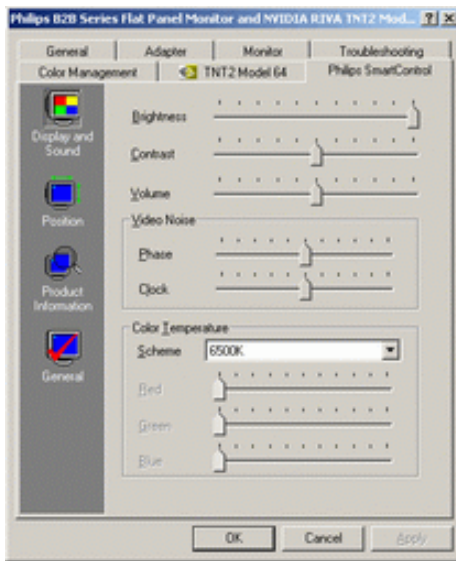 Philips B2B Series Flat Panel Monitor and NVIDIA RIVA TNT2 Mod...
General Adapter Monitor Troubleshooting
Color Management TNT2 Model 64 Philips SmartControl
Display and
Sound
Position
Product
Information
General
Brightness
Contrast
Volume
Video Noise
Phase
Clock
Color Temperature
Scheme 6500K
Red
Green
Blue
OK Cancel Apply